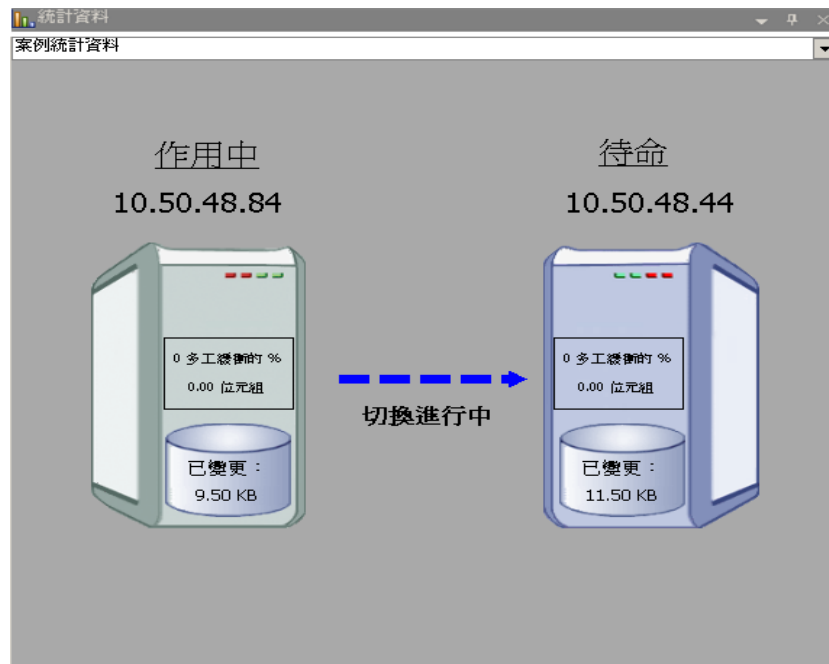 統計資料
案例統計資料
作用中
待命
10.50.48.84
10.50.48.44
0 多工緩衝的 %
0.00 位元組
0 多工緩衝的 %
0.00 位元組
切換進行中
已變更：
9.50 KB
已變更：
11.50 KB